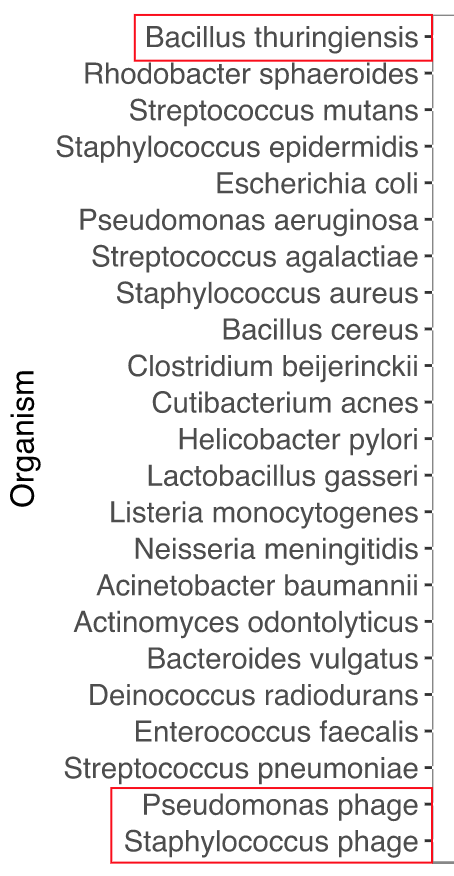 Organism
Bacillus thuringiensis
Rhodobacter sphaeroides
Streptococcus mutans
Staphylococcus epidermidis
Escherichia coli
Pseudomonas aeruginosa
Streptococcus agalactiae
Staphylococcus aureus
Bacillus cereus
Clostridium beijerinckii
Cutibacterium acnes
Helicobacter pylori
Lactobacillus gasseri
Listeria monocytogenes
Neisseria meningitidis
Acinetobacter baumannii
Actinomyces odontolyticus
Bacteroides vulgatus
Deinococcus radiodurans
Enterococcus faecalis
Streptococcus pneumoniae
Pseudomonas phage
Staphylococcus phage